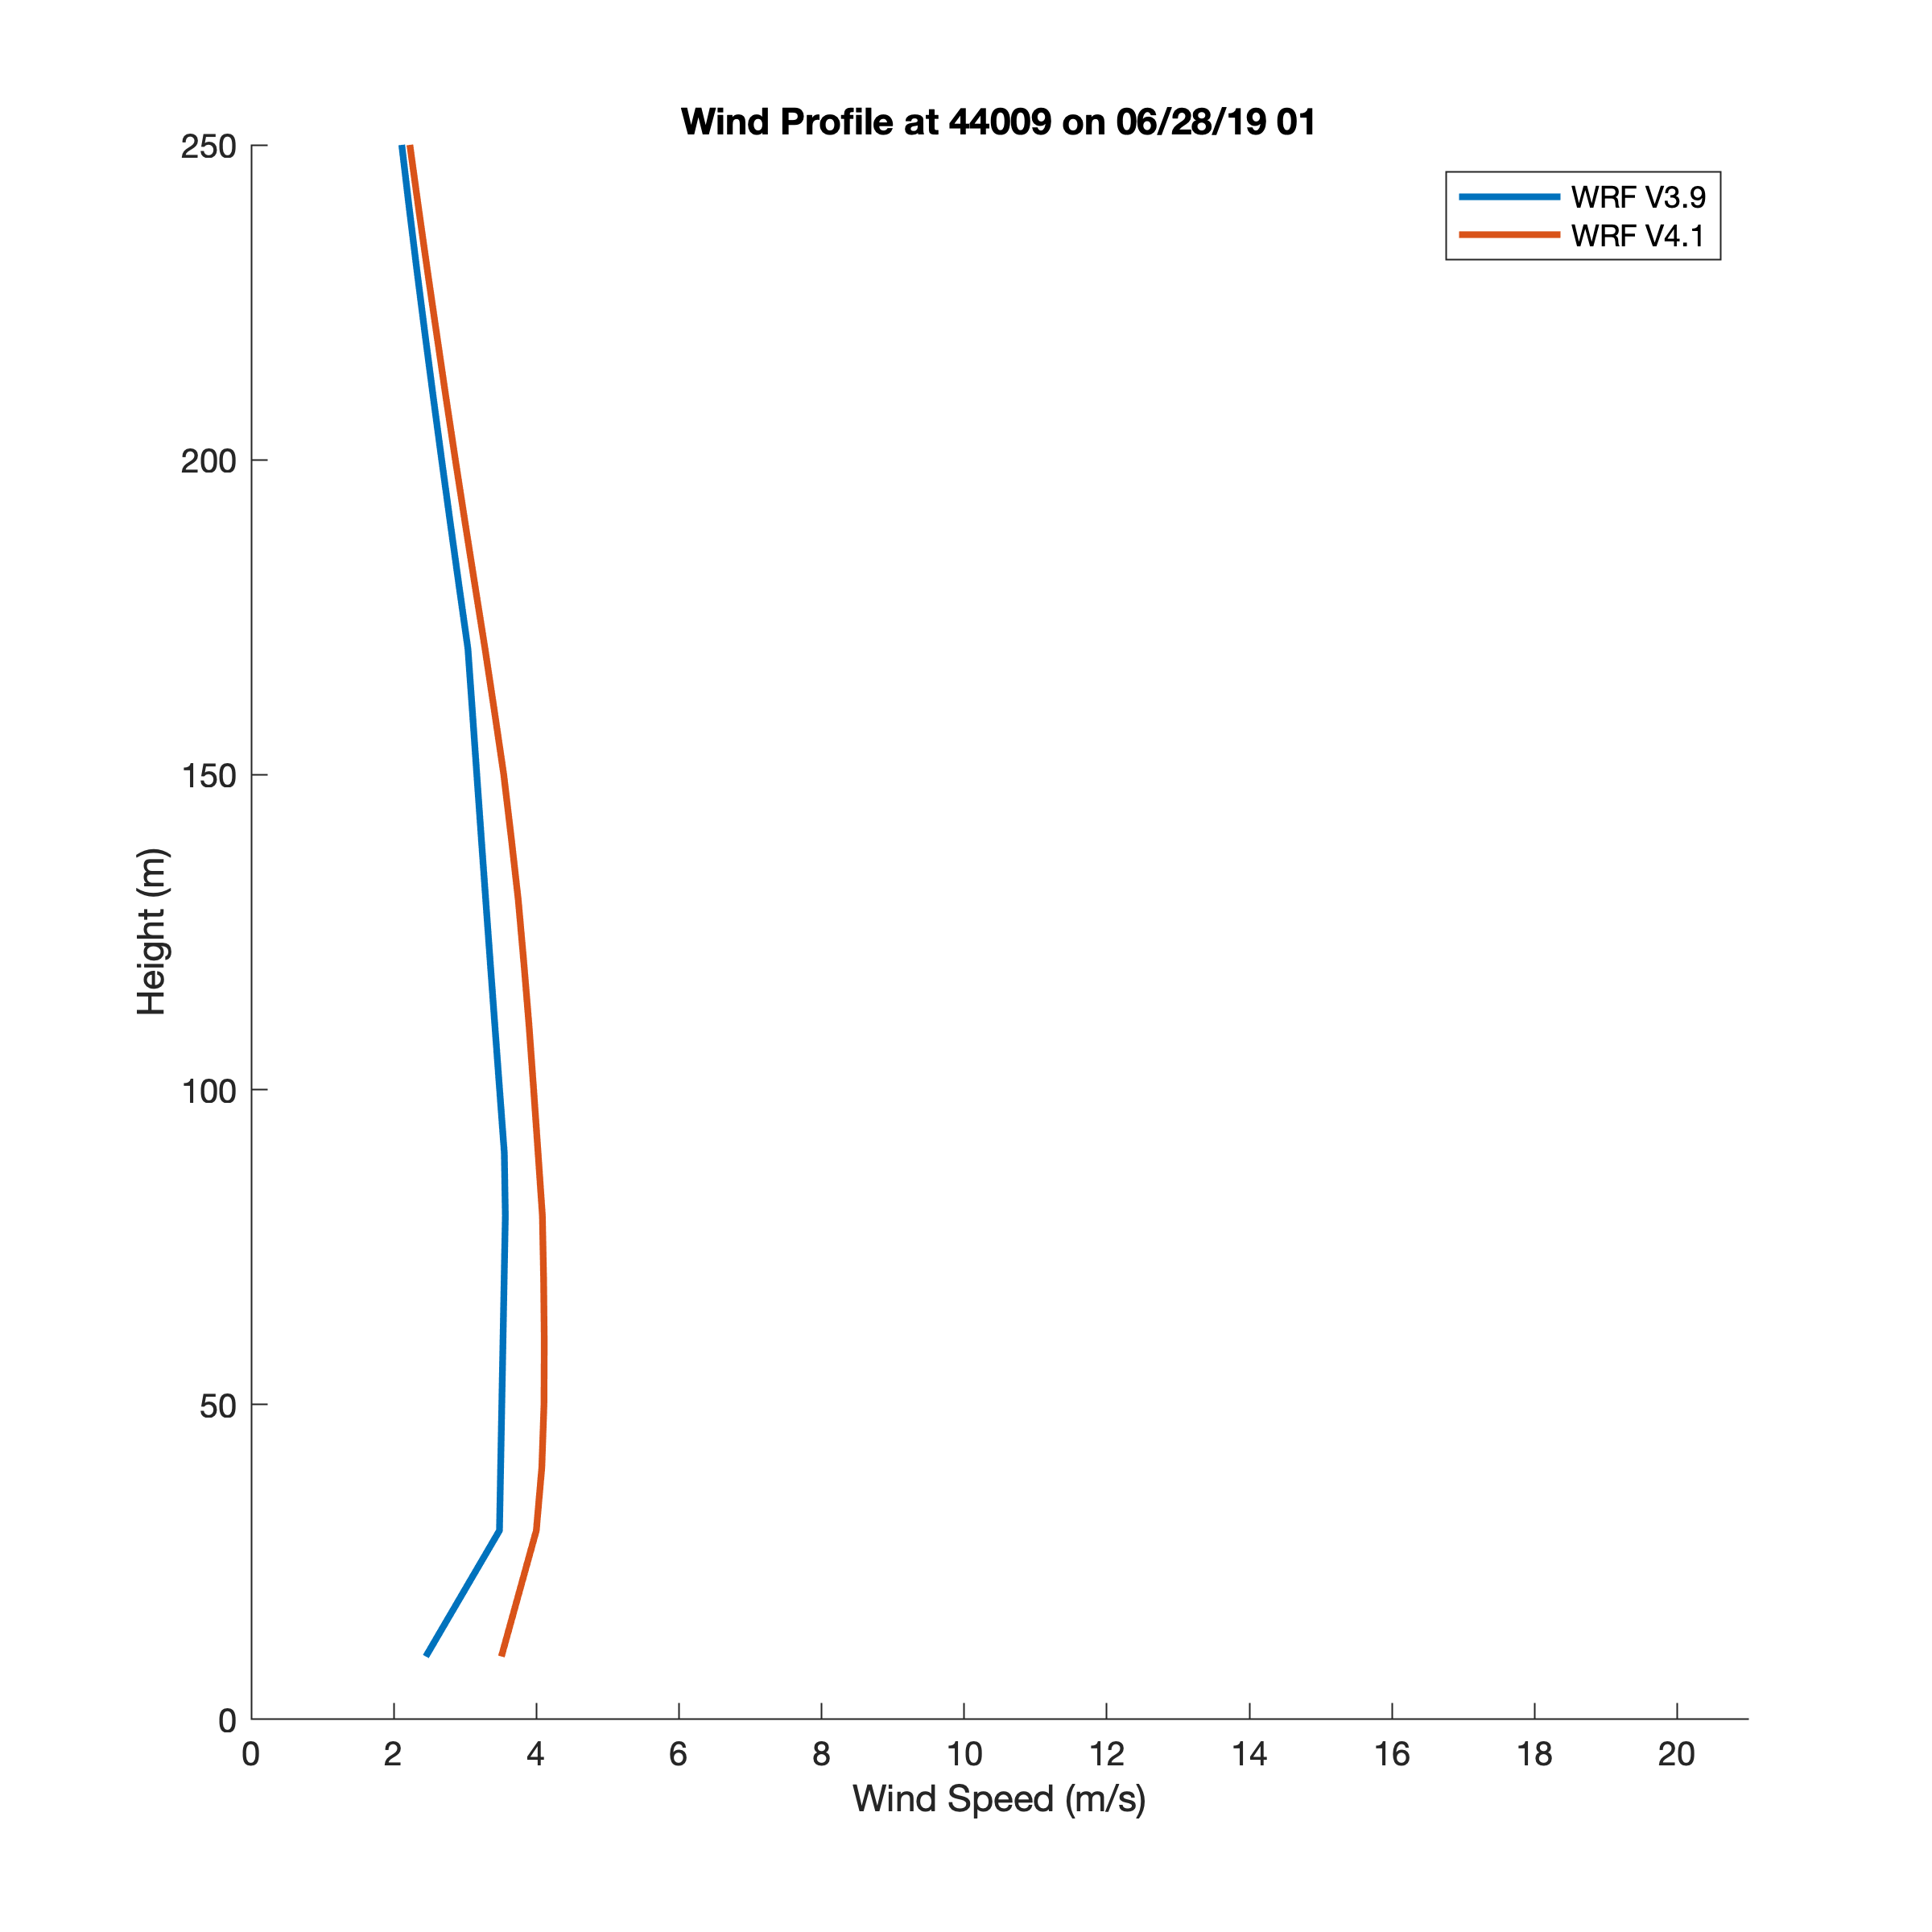 Wind Profile at 44009 on 06/28/19 01
WRF V3.9
WRF V4.1
250
200
150
100
50
0
Height (m)
0 2 4 6 8 10 12 14 16 18 20
Wind Speed (m/s)